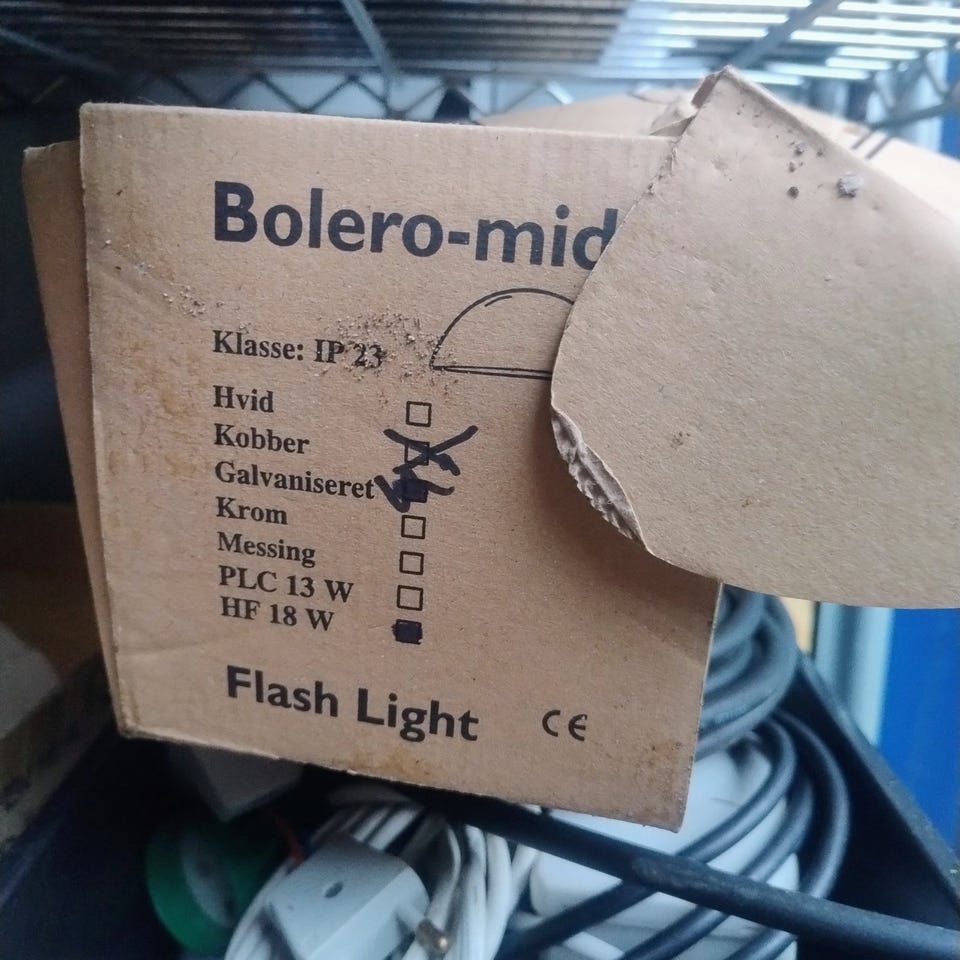 Bolero-mid
Klasse: IP 23
Hvid
Kobber
Galvaniseret
Krom
Messing
PLC 13 W
HF 18 W
Flash Light CE